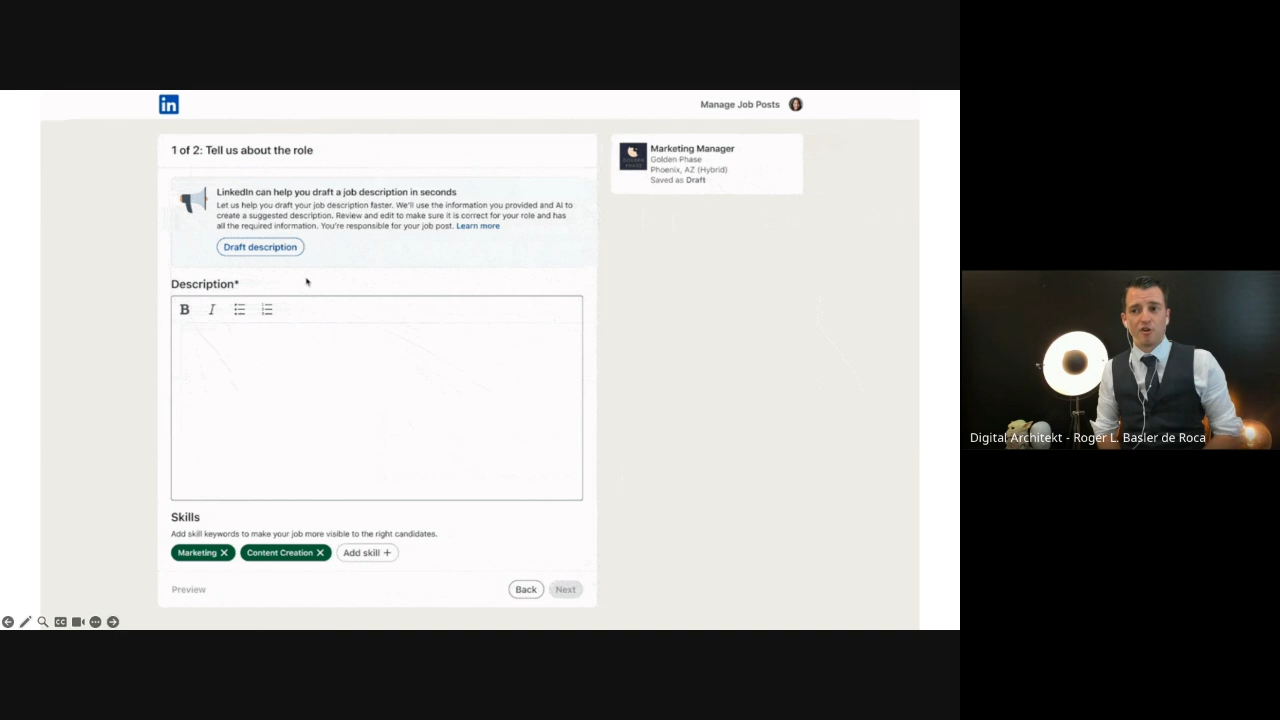 in
Manage Job Posts
1 of 2: Tell us about the role
LinkedIn can help you draft a job description in seconds
Let us help you draft your job description faster. We'll use the information you provided and AI to
create a suggested description. Review and edit to make sure it is correct for your role and has
all the required information. You're responsible for your job post. Learn more
Draft description
Description*
B I
Skills
Add skill keywords to make your job more visible to the right candidates.
Marketing
Content Creation
Add skill +
Preview
Back
Next
Marketing Manager
Golden Phase
Phoenix, AZ (Hybrid)
Saved as Draft
CC
Digital Architekt - Roger L. Basler de Roca